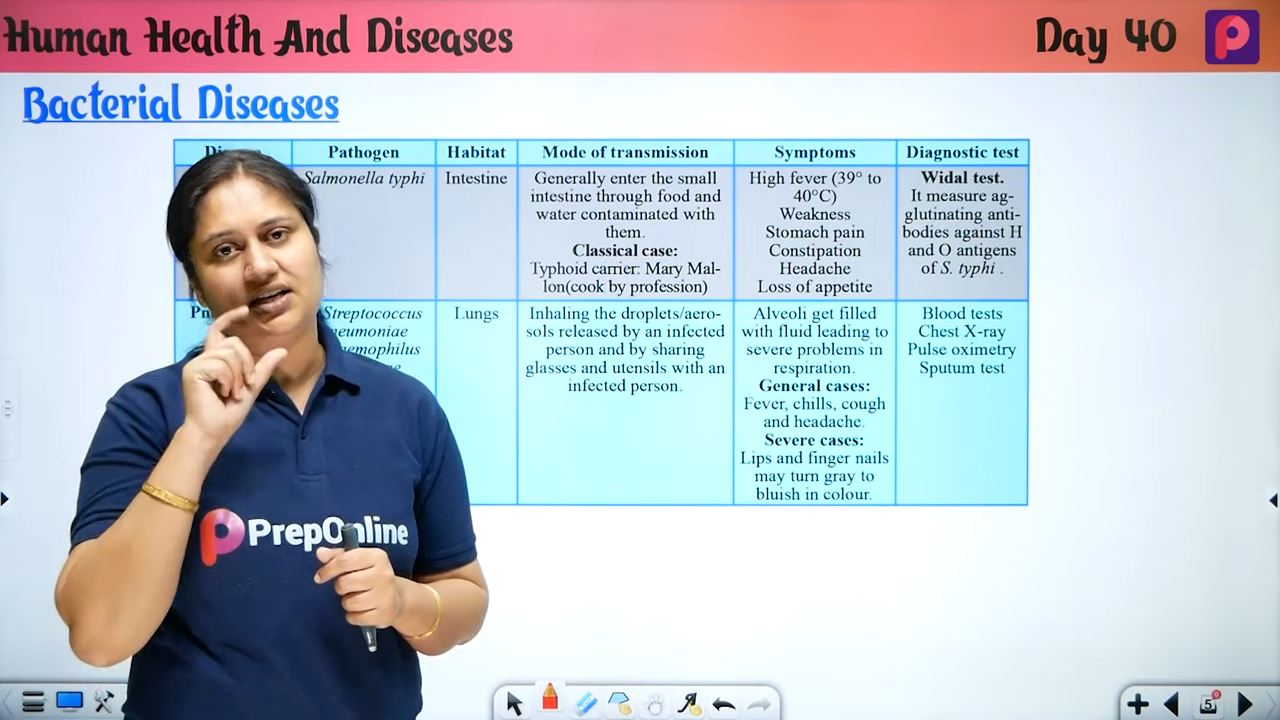 Human Health And Diseases
Day 40
Bacterial Diseases
Pathogen
Habitat
Mode of transmission
Symptoms
Diagnostic test
Salmonella typhi
Intestine
Generally enter the small
intestine through food and
water contaminated with
them.
Classical case:
Typhoid carrier: Mary Mal-
lon(cook by profession)
High fever (39° to
40°C)
Weakness
Stomach pain
Constipation
Headache
Loss of appetite
Widal test.
It measure ag-
glutinating anti-
bodies against H
and O antigens
of S. typhi .
Streptococcus
Lungs
Inhaling the droplets/aero-
sols released by an infected
person and by sharing
glasses and utensils with an
infected person.
Alveoli get filled
with fluid leading to
severe problems in
respiration.
General cases:
Fever, chills, cough
and headache.
Severe cases:
Lips and finger nails
may turn gray to
bluish in colour.
Blood tests
Chest X-ray
Pulse oximetry
Sputum test
PrepOnline
5